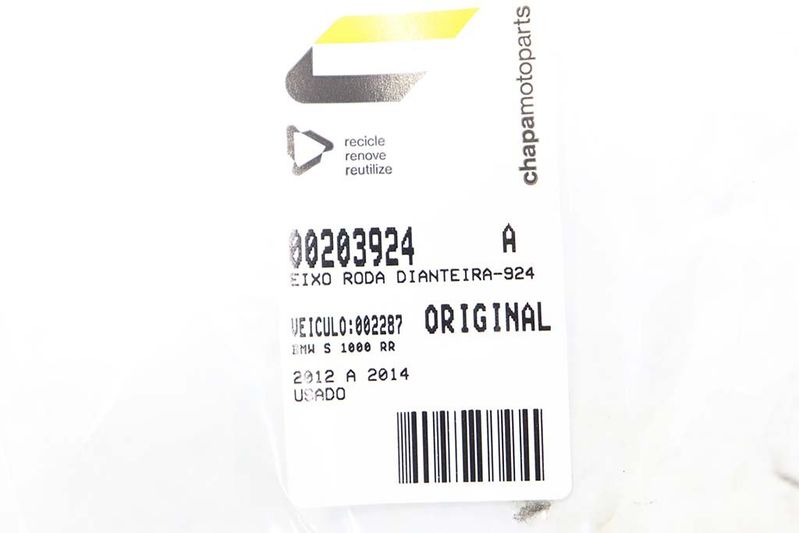 chapamotoparts
recicle
renove
reutilize
00203924 A
EIXO RODA DIANTEIRA-924
VEICULO:002287 ORIGINAL
BMW S 1000 RR
2012 A 2014
USADO